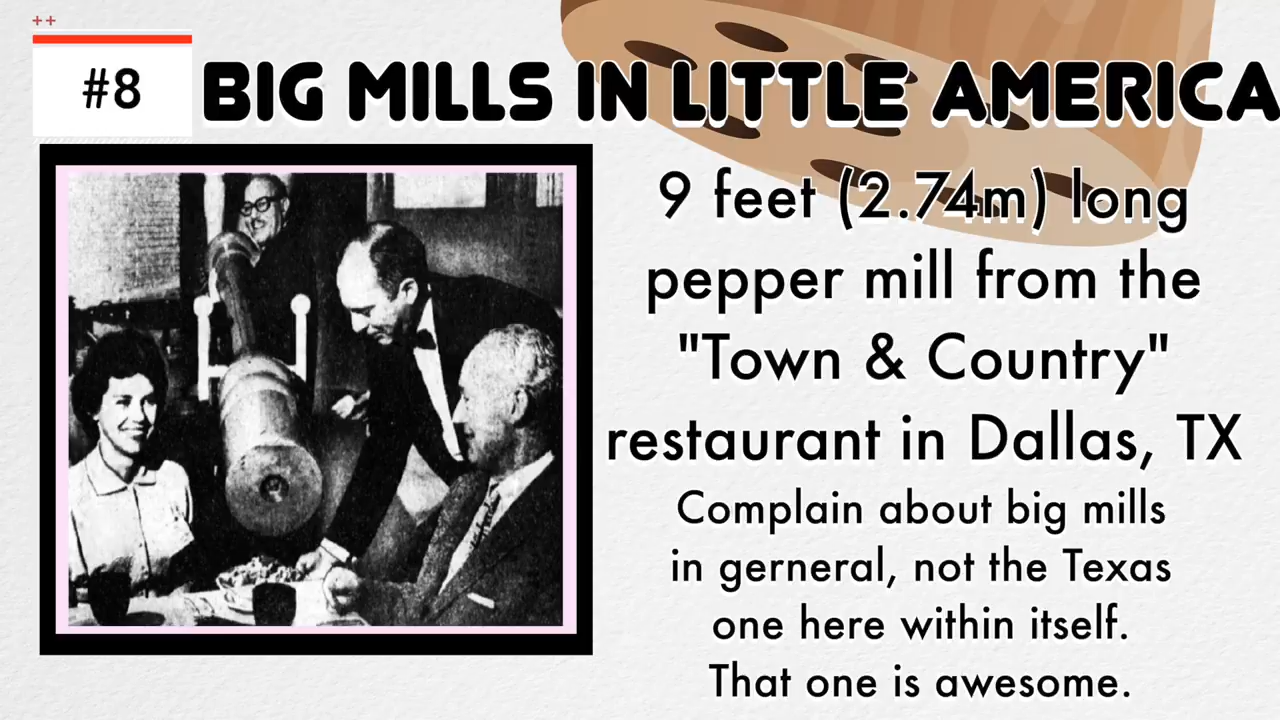 #8
BIG MILLS IN LITTLE AMERICA
9 feet (2.74m) long
pepper mill from the
"Town & Country"
restaurant in Dallas, TX
Complain about big mills
in gerneral, not the Texas
one here within itself.
That one is awesome.